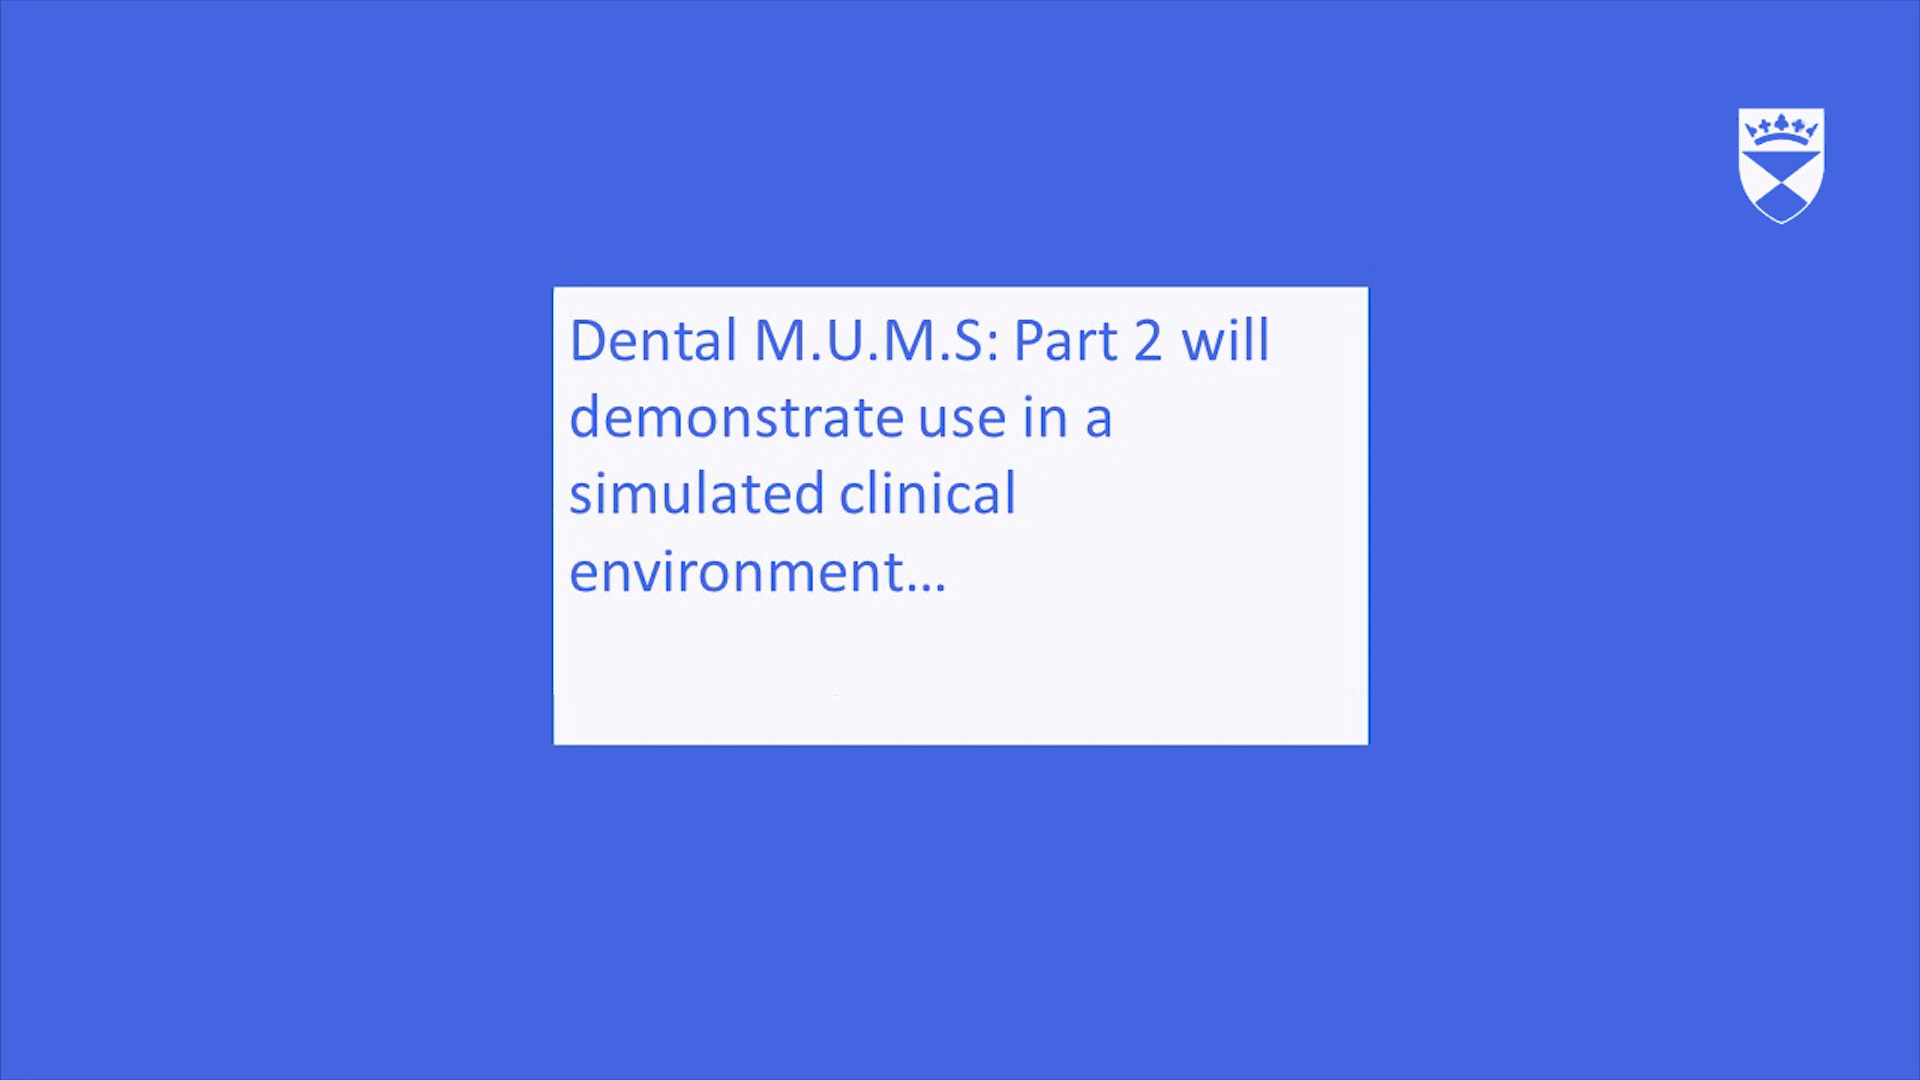 Dental M.U.M.S: Part 2 will
demonstrate use in a
simulated clinical
environment...